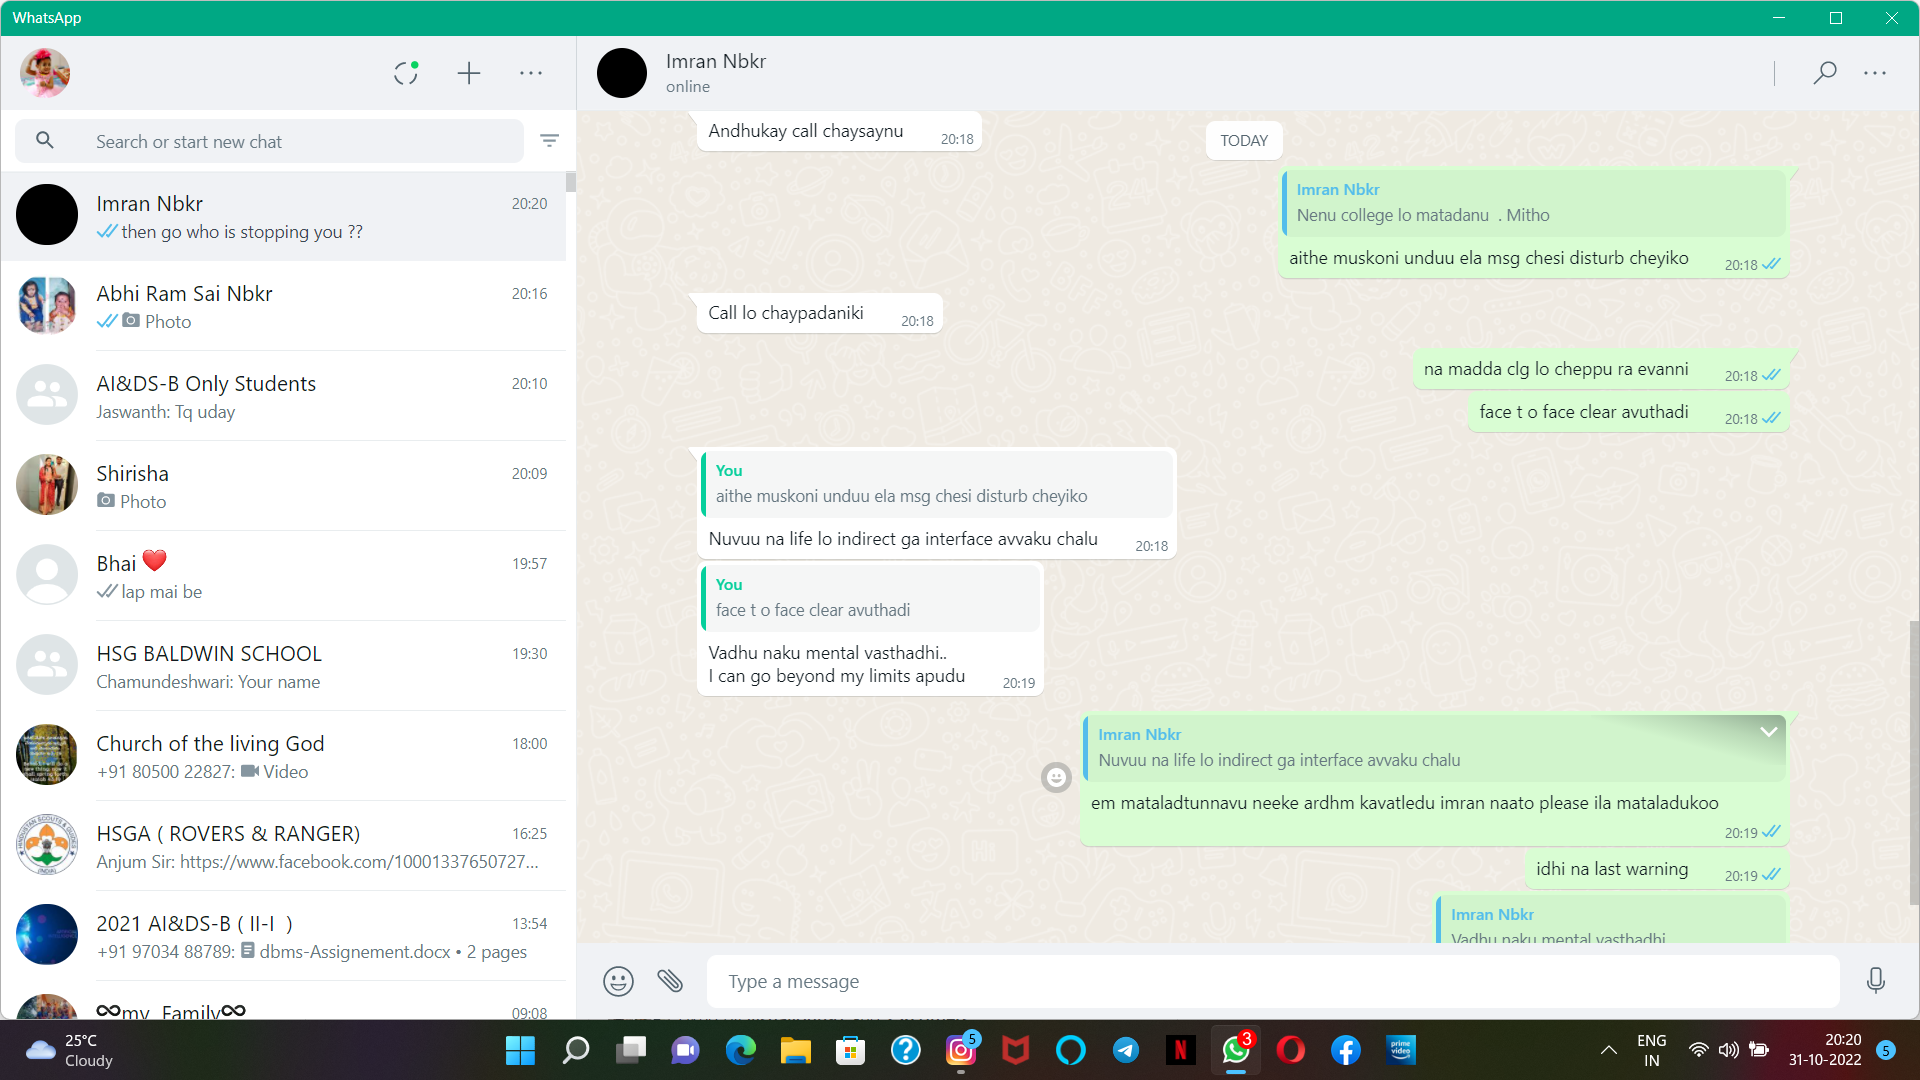 WhatsApp
Search or start new chat
Imran Nbkr
20:20
then go who is stopping you ??
Abhi Ram Sai Nbkr
20:16
Photo
AI&DS-B Only Students
20:10
Jaswanth: Tq uday
Shirisha
20:09
Photo
Bhai ❤️
19:57
lap mai be
HSG BALDWIN SCHOOL
19:30
Chamundeshwari: Your name
Church of the living God
18:00
+91 80500 22827: Video
HSGA ( ROVERS & RANGER)
16:25
Anjum Sir: https://www.facebook.com/10001337650727...
2021 AI&DS-B ( II-I )
13:54
+91 97034 88789: dbms-Assignement.docx • 2 pages
∞my_Family∞
09:08
Imran Nbkr
online
Andhukay call chaysaynu
20:18
TODAY
Imran Nbkr
Nenu college lo matadanu . Mitho
aithe muskoni unduu ela msg chesi disturb cheyiko
20:18
Call lo chaypadaniki
20:18
na madda clg lo cheppu ra evanni
20:18
face t o face clear avuthadi
20:18
You
aithe muskoni unduu ela msg chesi disturb cheyiko
Nuvuu na life lo indirect ga interface avvaku chalu
20:18
You
face t o face clear avuthadi
Vadhu naku mental vasthadhi..
I can go beyond my limits apudu
20:19
Imran Nbkr
Nuvuu na life lo indirect ga interface avvaku chalu
em mataladtunnavu neeke ardhm kavatledu imran naato please ila mataladukoo
20:19
idhi na last warning
20:19
Imran Nbkr
Vadhu naku mental vasthadhi
Type a message
25°C
Cloudy
5
N
3
prime
video
ENG
IN
20:20
31-10-2022
5